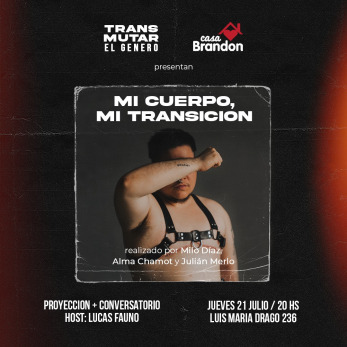 TRANS
MUTAR
EL GENERO
casa
Brandon
presentan
MI CUERPO,
MI TRANSICION
realizado por Milo Díaz,
Alma Chamot y Julián Merlo
PROYECCION + CONVERSATORIO
HOST: LUCAS FAUNO
JUEVES 21 JULIO / 20 HS
LUIS MARIA DRAGO 236